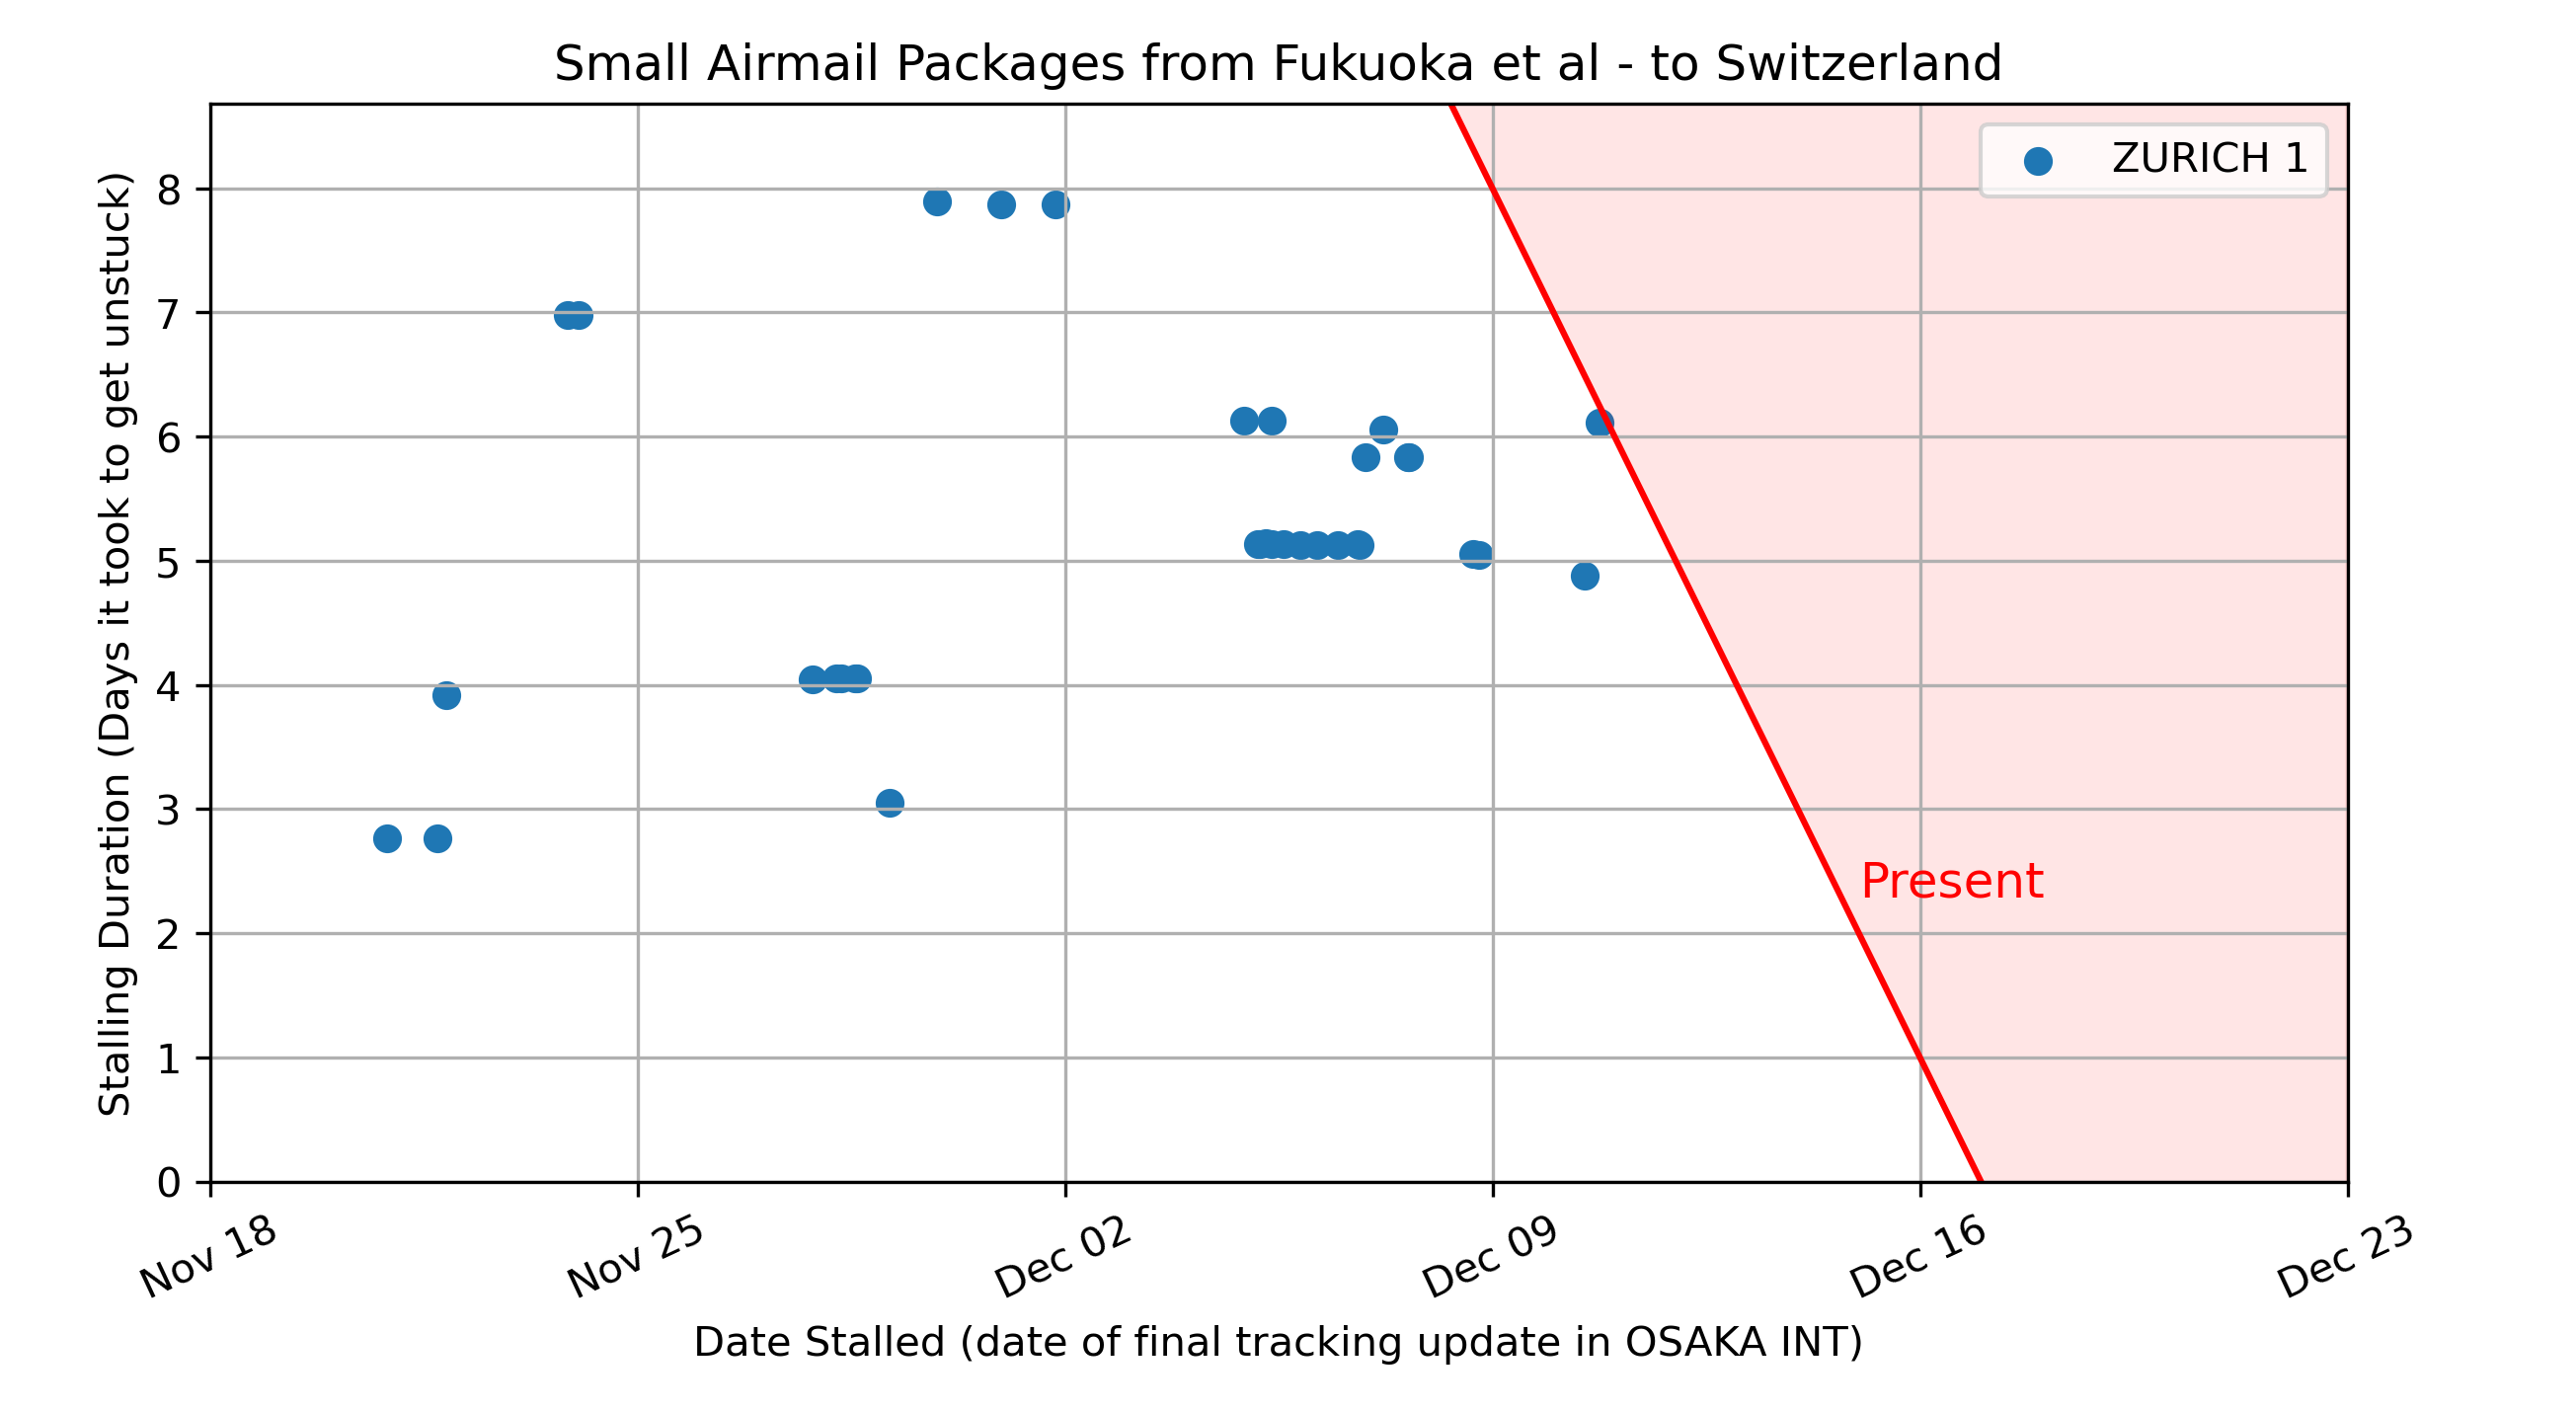 Small Airmail Packages from Fukuoka et al - to Switzerland
ZURICH 1
Stalling Duration (Days it took to get unstuck)
8
7
6
5
4
3
2
1
0
Present
Nov 18
Nov 25
Dec 02
Dec 09
Dec 16
Dec 23
Date Stalled (date of final tracking update in OSAKA INT)